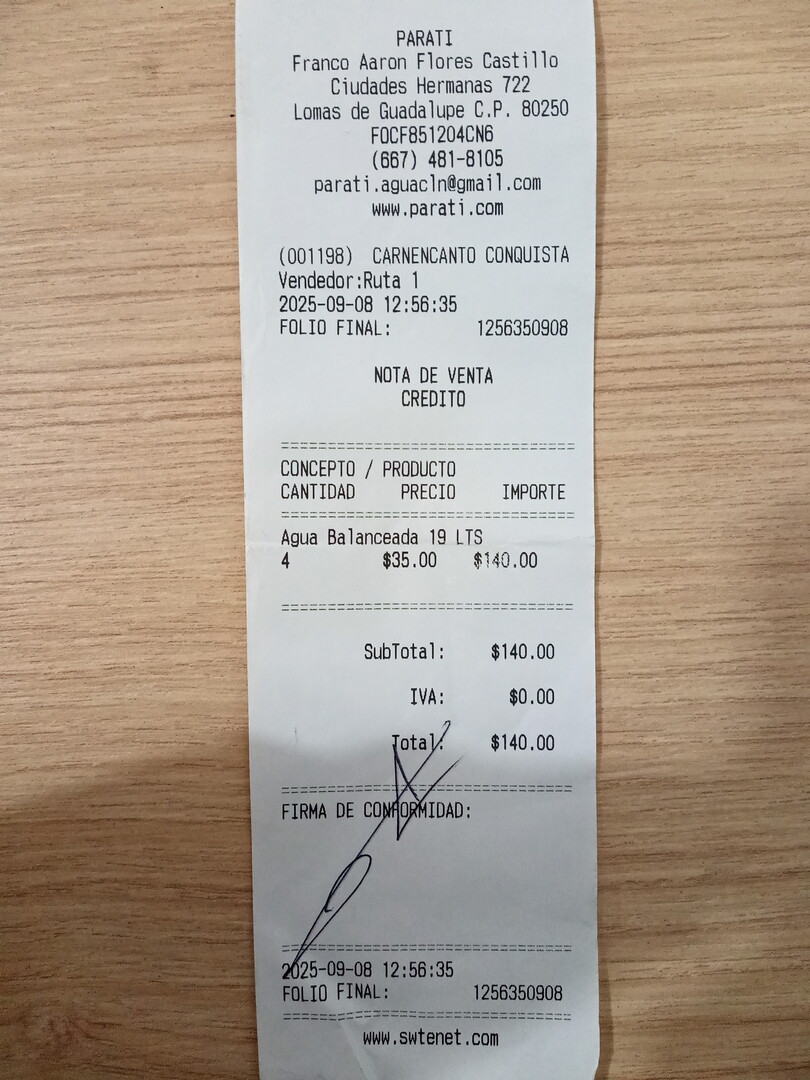 PARATI
Franco Aaron Flores Castillo
Ciudades Hermanas 722
Lomas de Guadalupe C.P. 80250
FOCF851204CN6
(667) 481-8105
parati.aguacln@gmail.com
www.parati.com
(001198) CARNENCANTO CONQUISTA
Vendedor:Ruta 1
2025-09-08 12:56:35
FOLIO FINAL: 1256350908
NOTA DE VENTA
CREDITO
CONCEPTO / PRODUCTO
CANTIDAD PRECIO IMPORTE
Agua Balanceada 19 LTS
4 $35.00 $140.00
SubTotal: $140.00
IVA: $0.00
Total: $140.00
FIRMA DE CONFORMIDAD:
2025-09-08 12:56:35
FOLIO FINAL: 1256350908
www.swtenet.com